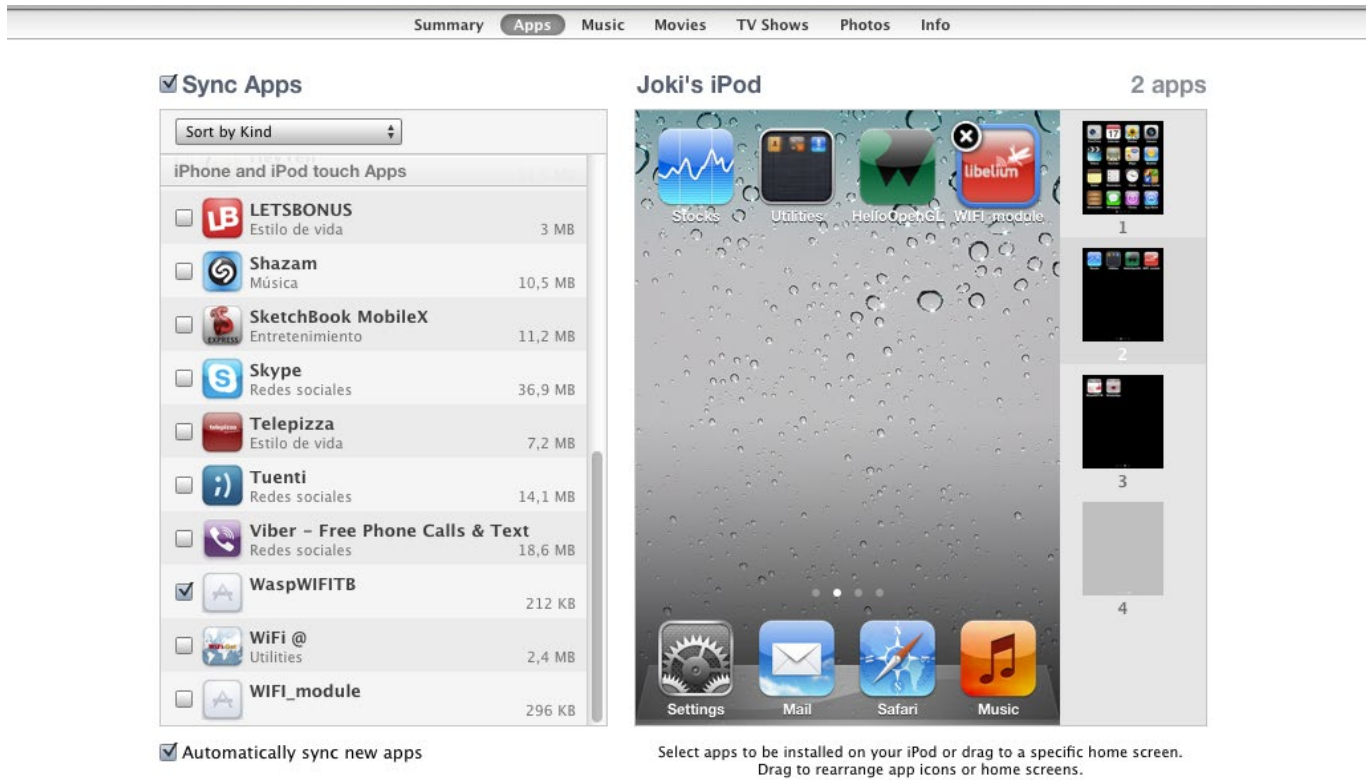 Summary Apps Music Movies TV Shows Photos Info
Sync Apps
Sort by Kind
iPhone and iPod touch Apps
LB
LETSBONUS
Estilo de vida
3 MB
Shazam
Música
10,5 MB
EXPRESS
SketchBook MobileX
Entretenimiento
11,2 MB
S
Skype
Redes sociales
36,9 MB
telepizza
Telepizza
Estilo de vida
7,2 MB
;)
Tuenti
Redes sociales
14,1 MB
Viber – Free Phone Calls & Text
Redes sociales
18,6 MB
WaspWIFITB
212 KB
WiFi @
Utilities
2,4 MB
WIFI_module
296 KB
Automatically sync new apps
Joki's iPod
2 apps
libelium
Stocks Utilities HelloOpenGL WIFI_module
N
S
Settings Mail Safari Music
17
1
2
3
4
Select apps to be installed on your iPod or drag to a specific home screen.
Drag to rearrange app icons or home screens.